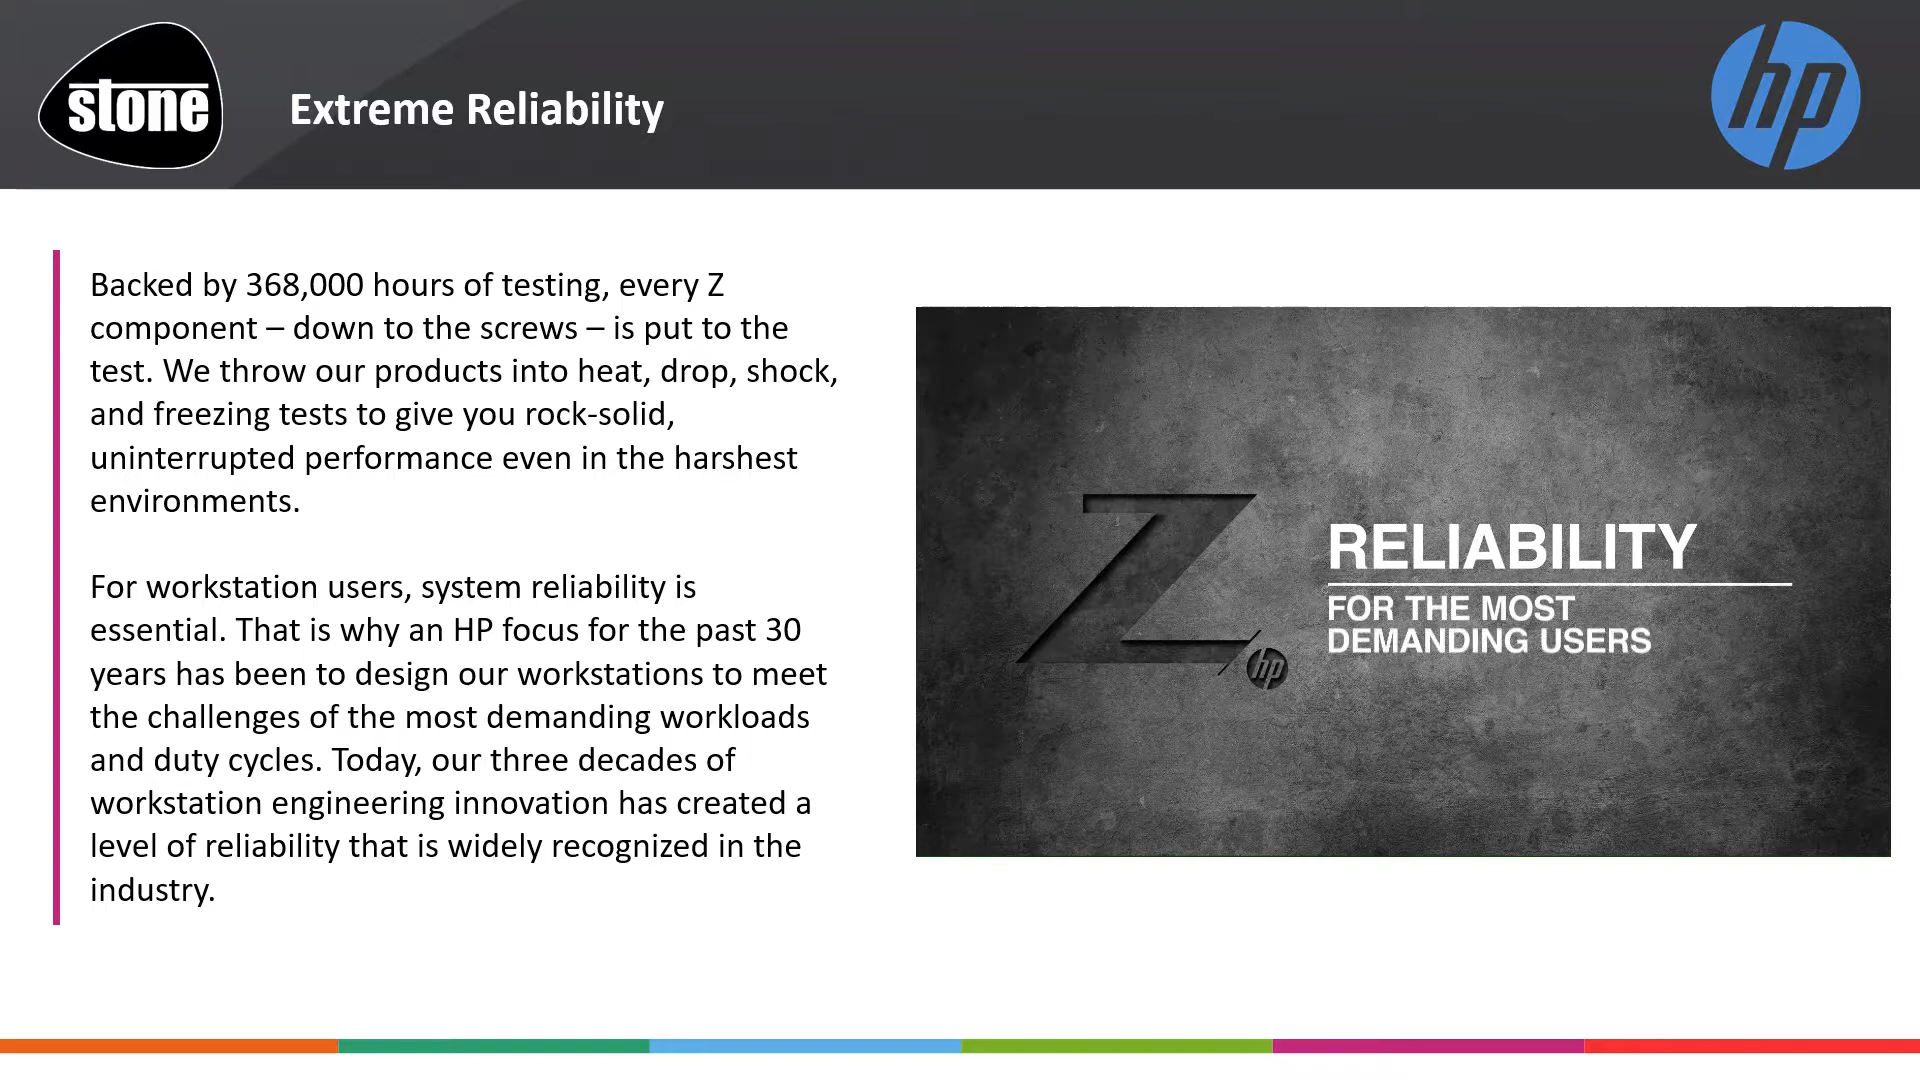 stone
Extreme Reliability
hp
Backed by 368,000 hours of testing, every Z
component – down to the screws – is put to the
test. We throw our products into heat, drop, shock,
and freezing tests to give you rock-solid,
uninterrupted performance even in the harshest
environments.
For workstation users, system reliability is
essential. That is why an HP focus for the past 30
years has been to design our workstations to meet
the challenges of the most demanding workloads
and duty cycles. Today, our three decades of
workstation engineering innovation has created a
level of reliability that is widely recognized in the
industry.
Z
hp
RELIABILITY
FOR THE MOST
DEMANDING USERS